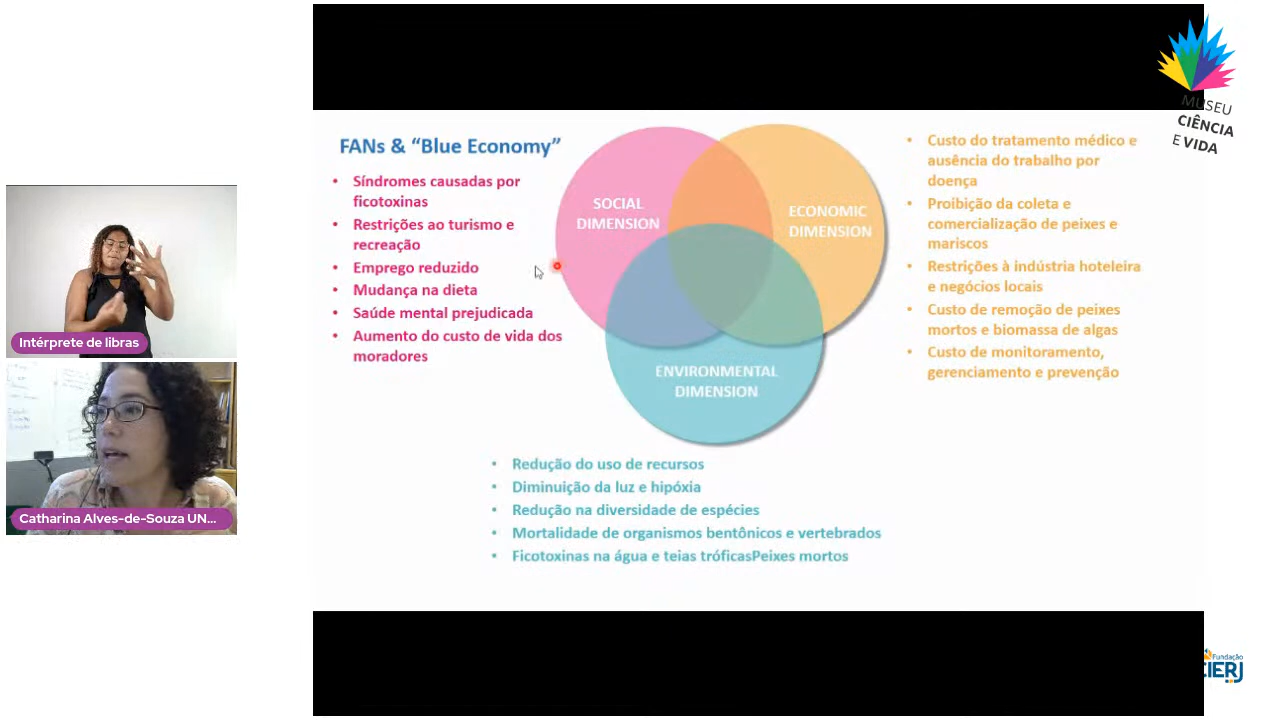 MUSEU
CIÊNCIA
E VIDA
FANs & “Blue Economy”
• Síndromes causadas por
ficotoxinas
• Restrições ao turismo e
recreação
• Emprego reduzido
• Mudança na dieta
• Saúde mental prejudicada
• Aumento do custo de vida dos
moradores
SOCIAL
DIMENSION
ECONOMIC
DIMENSION
ENVIRONMENTAL
DIMENSION
• Custo do tratamento médico e
ausência do trabalho por
doença
• Proibição da coleta e
comercialização de peixes e
mariscos
• Restrições à indústria hoteleira
e negócios locais
• Custo de remoção de peixes
mortos e biomassa de algas
• Custo de monitoramento,
gerenciamento e prevenção
• Redução do uso de recursos
• Diminuição da luz e hipóxia
• Redução na diversidade de espécies
• Mortalidade de organismos bentônicos e vertebrados
• Ficotoxinas na água e teias tróficasPeixes mortos
Intérprete de libras
Catharina Alves-de-Souza UN...
Fundação
CIERJ